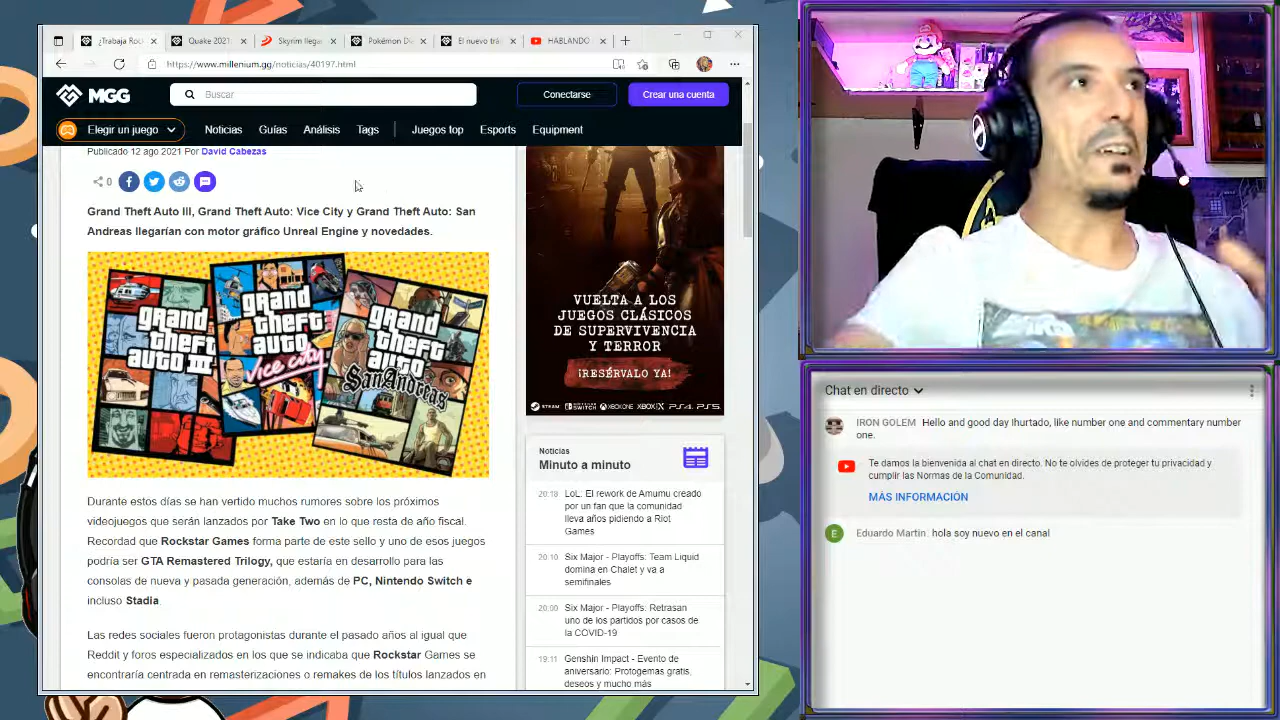 ¿Trabaja Roc
Quake 2021
Skyrim llega
Pokémon Di
El nuevo trá
HABLANDO
https://www.millenium.gg/noticias/40197.html
MGG
Buscar
Conectarse
Crear una cuenta
Elegir un juego
Noticias
Guías
Análisis
Tags
Juegos top
Esports
Equipment
Publicado 12 ago 2021 Por David Cabezas
0
Grand Theft Auto III, Grand Theft Auto: Vice City y Grand Theft Auto: San
Andreas llegarían con motor gráfico Unreal Engine y novedades.
grand
theft
auto III
grand
theft
auto
vice city
grand
theft
auto
San Andreas
Durante estos días se han vertido muchos rumores sobre los próximos
videojuegos que serán lanzados por Take Two en lo que resta de año fiscal.
Recordad que Rockstar Games forma parte de este sello y uno de esos juegos
podría ser GTA Remastered Trilogy, que estaría en desarrollo para las
consolas de nueva y pasada generación, además de PC, Nintendo Switch e
incluso Stadia.
Las redes sociales fueron protagonistas durante el pasado años al igual que
Reddit y foros especializados en los que se indicaba que Rockstar Games se
encontraría centrada en remasterizaciones o remakes de los títulos lanzados en
VUELTA A LOS
JUEGOS CLÁSICOS
DE SUPERVIVENCIA
Y TERROR
¡RESÉRVALO YA!
STEAM SWITCH XBOXONE XBOX X|S PS4 PS5
Noticias
Minuto a minuto
20:18 LoL: El rework de Amumu creado
por un fan que la comunidad
lleva años pidiendo a Riot
Games
20:10 Six Major - Playoffs: Team Liquid
domina en Chalet y va a
semifinales
20:00 Six Major - Playoffs: Retrasan
uno de los partidos por casos de
la COVID-19
19:11 Genshin Impact - Evento de
aniversario: Protogemas gratis,
deseos y mucho más
Chat en directo
IRON GOLEM Hello and good day Ihurtado, like number one and commentary number
one.
Te damos la bienvenida al chat en directo. No te olvides de proteger tu privacidad y
cumplir las Normas de la Comunidad.
MÁS INFORMACIÓN
E
Eduardo Martin. hola soy nuevo en el canal